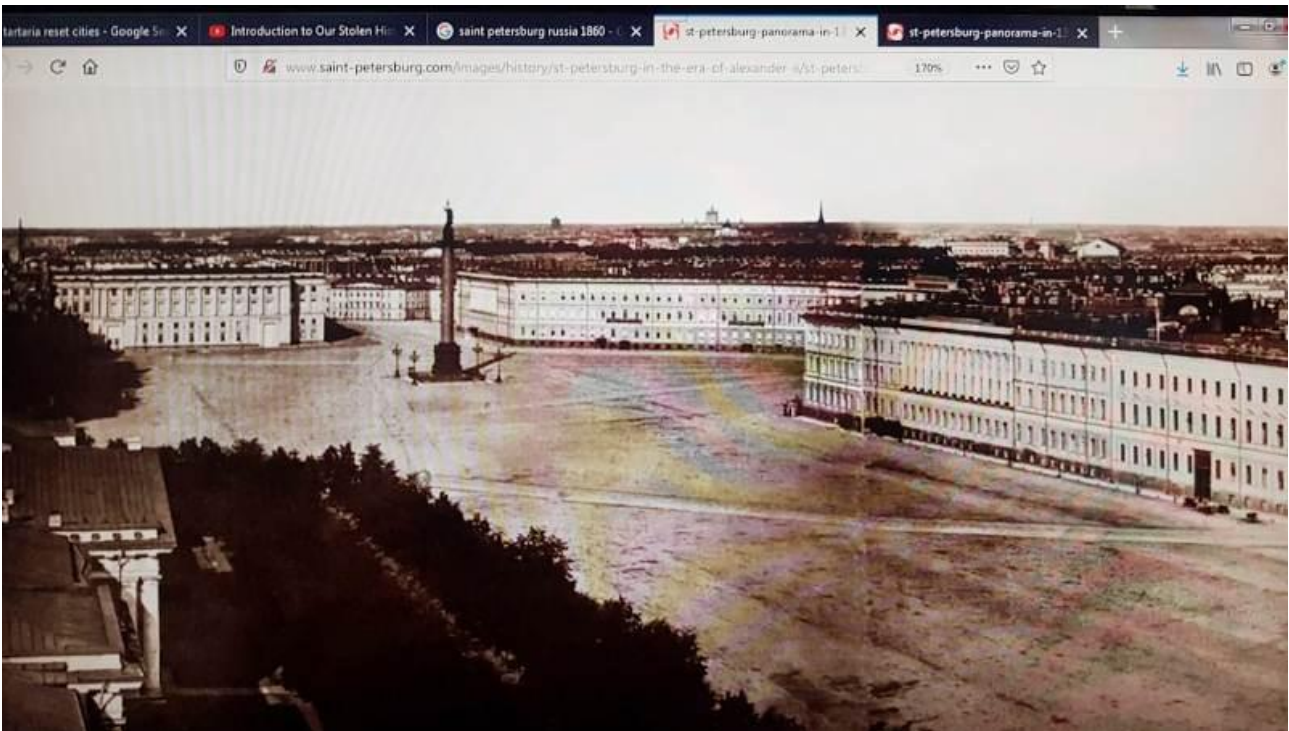 tartaria reset cities - Google Se
Introduction to Our Stolen His
saint petersburg russia 1860 - G
st-petersburg-panorama-in-1
st-petersburg-panorama-in-1
www.saint-petersburg.com/images/history/st-petersburg-in-the-era-of-alexander-ii/st-peters
170%